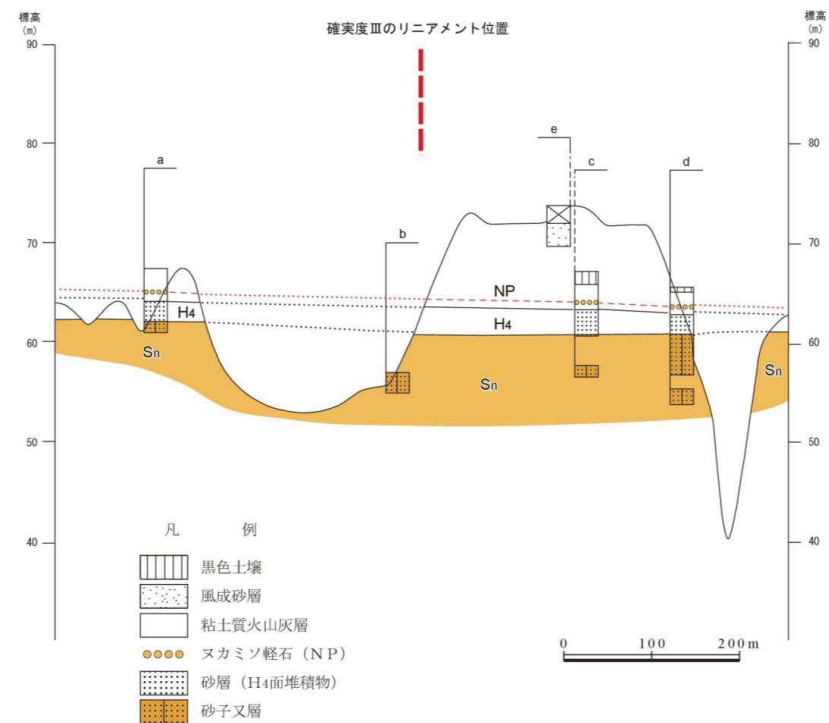 標高
(m)
標高
(m)
確実度Ⅲのリニアメント位置
90
90
80
80
70
70
60
60
50
50
40
40
a
b
e
c
d
NP
H4
H4
Sn
Sn
Sn
凡 例
黒色土壌
風成砂層
粘土質火山灰層
ヌカミソ軽石(NP)
砂層(H4面堆積物)
砂子又層
0 100 200m